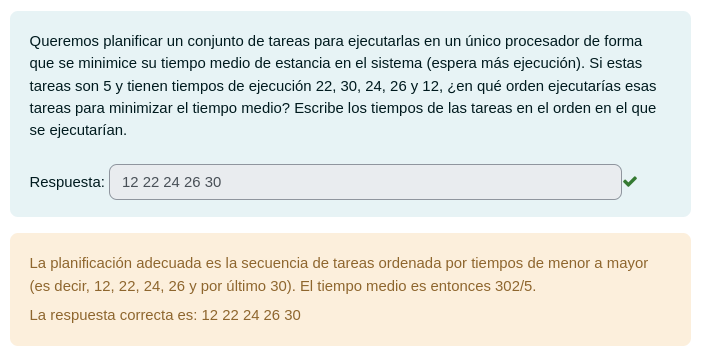 Queremos planificar un conjunto de tareas para ejecutarlas en un único procesador de forma
que se minimice su tiempo medio de estancia en el sistema (espera más ejecución). Si estas
tareas son 5 y tienen tiempos de ejecución 22, 30, 24, 26 y 12, ¿en qué orden ejecutarías esas
tareas para minimizar el tiempo medio? Escribe los tiempos de las tareas en el orden en el que
se ejecutarían.
Respuesta: 12 22 24 26 30
La planificación adecuada es la secuencia de tareas ordenada por tiempos de menor a mayor
(es decir, 12, 22, 24, 26 y por último 30). El tiempo medio es entonces 302/5.
La respuesta correcta es: 12 22 24 26 30